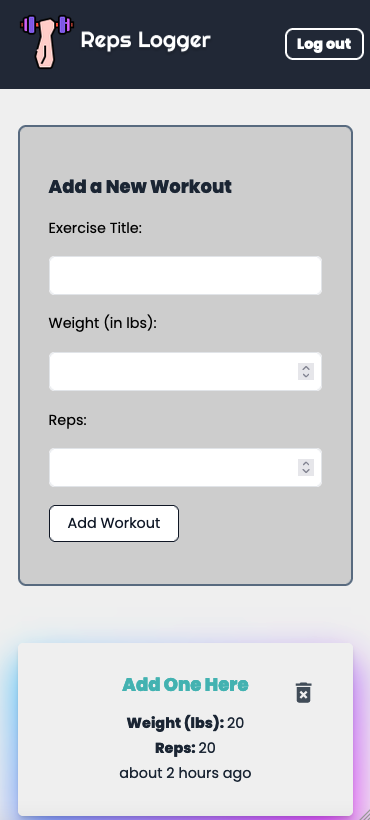 Reps Logger
Log out
Add a New Workout
Exercise Title:
Weight (in lbs):
Reps:
Add Workout
Add One Here
Weight (lbs): 20
Reps: 20
about 2 hours ago